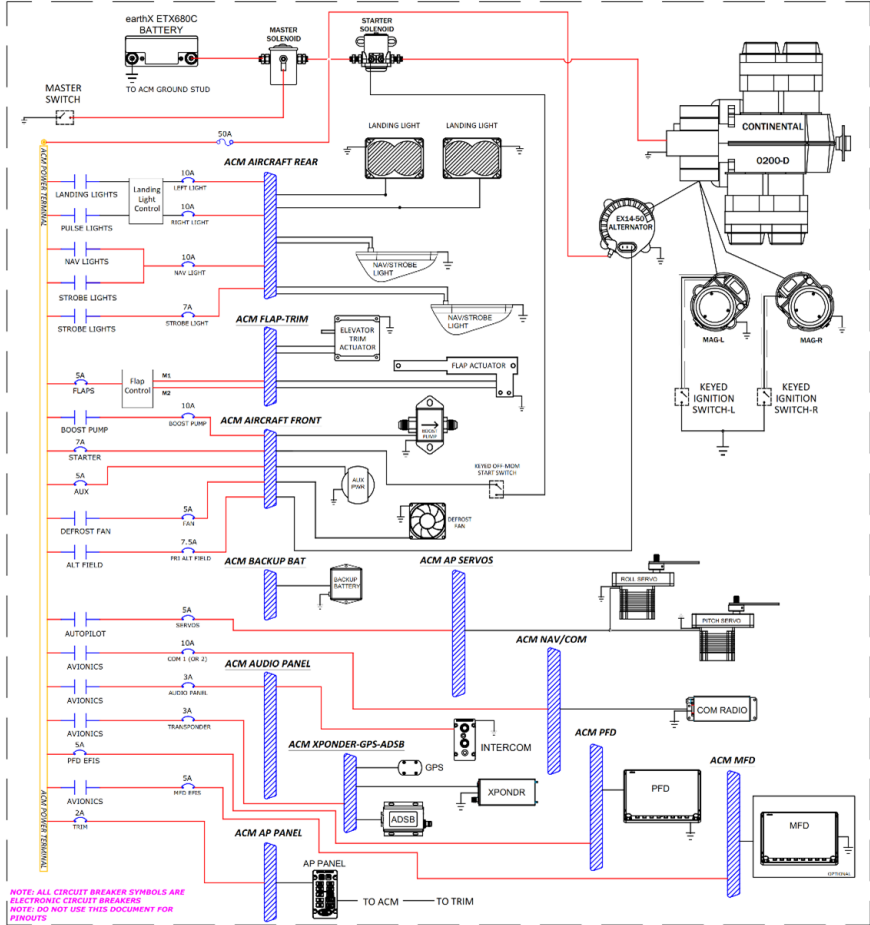 earthX ETX680C
BATTERY
TO ACM GROUND STUD
MASTER
SOLENOID
STARTER
SOLENOID
MASTER
SWITCH
50A
ACM POWER TERMINAL
ACM AIRCRAFT REAR
LANDING LIGHT
LANDING LIGHT
CONTINENTAL
0200-D
LANDING LIGHTS
Landing
Light
Control
10A
LEFT LIGHT
PULSE LIGHTS
10A
RIGHT LIGHT
EX14-50
ALTERNATOR
NAV LIGHTS
10A
NAV LIGHT
NAV/STROBE
LIGHT
STROBE LIGHTS
7A
STROBE LIGHT
STROBE LIGHTS
NAV/STROBE
LIGHT
MAG-L
MAG-R
ACM FLAP-TRIM
ELEVATOR
TRIM
ACTUATOR
FLAP ACTUATOR
5A
FLAPS
Flap
Control
M1
M2
KEYED
IGNITION
SWITCH-L
KEYED
IGNITION
SWITCH-R
10A
BOOST PUMP
BOOST PUMP
ACM AIRCRAFT FRONT
BOOST
PUMP
7A
STARTER
5A
AUX
AUX
PWR
KEYED OFF-MOM
START SWITCH
DEFROST FAN
5A
FAN
DEFROST
FAN
ALT FIELD
7.5A
PRI ALT FIELD
ACM BACKUP BAT
BACKUP
BATTERY
ACM AP SERVOS
ROLL SERVO
PITCH SERVO
AUTOPILOT
5A
SERVOS
AVIONICS
10A
COM 1 (OR 2)
ACM NAV/COM
COM RADIO
AVIONICS
3A
AUDIO PANEL
ACM AUDIO PANEL
INTERCOM
AVIONICS
3A
TRANSPONDER
ACM XPONDER-GPS-ADSB
GPS
XPONDR
ADSB
5A
PFD EFIS
ACM PFD
PFD
AVIONICS
5A
MFD EFIS
ACM MFD
MFD
OPTIONAL
2A
TRIM
ACM POWER TERMINAL
ACM AP PANEL
AP PANEL
TO ACM
TO TRIM
NOTE: ALL CIRCUIT BREAKER SYMBOLS ARE
ELECTRONIC CIRCUIT BREAKERS
NOTE: DO NOT USE THIS DOCUMENT FOR
PINOUTS